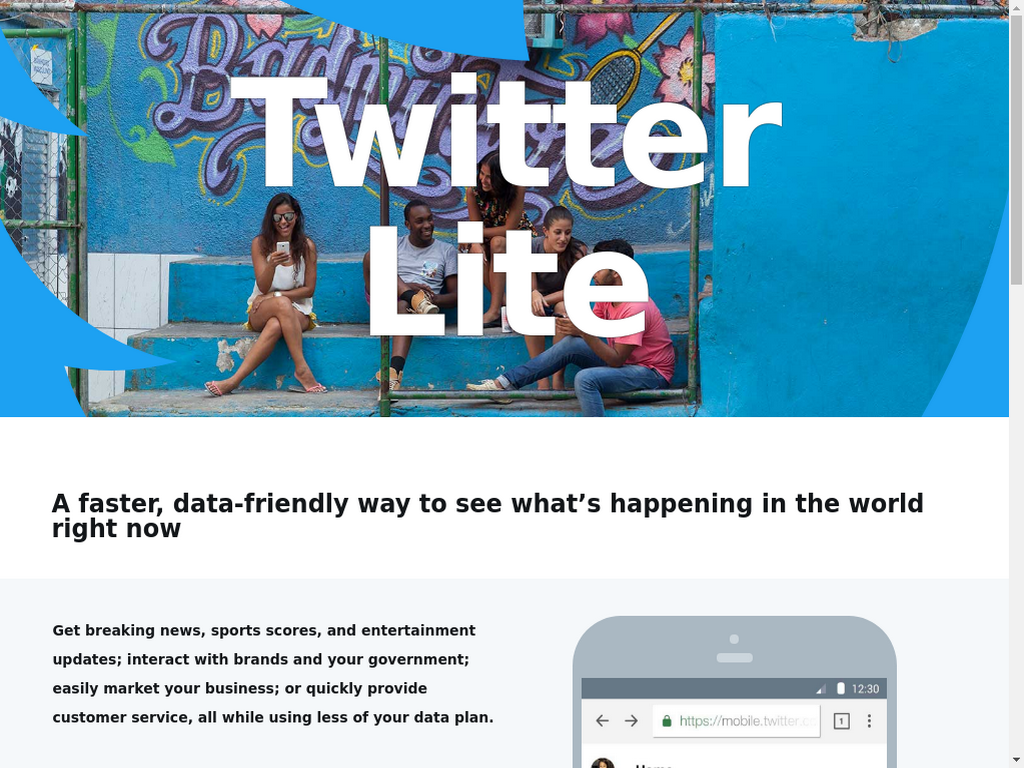 Badminton
Twitter
Lite
A faster, data-friendly way to see what’s happening in the world
right now
Get breaking news, sports scores, and entertainment
updates; interact with brands and your government;
easily market your business; or quickly provide
customer service, all while using less of your data plan.
12:30
https://mobile.twitter.co
1
Home